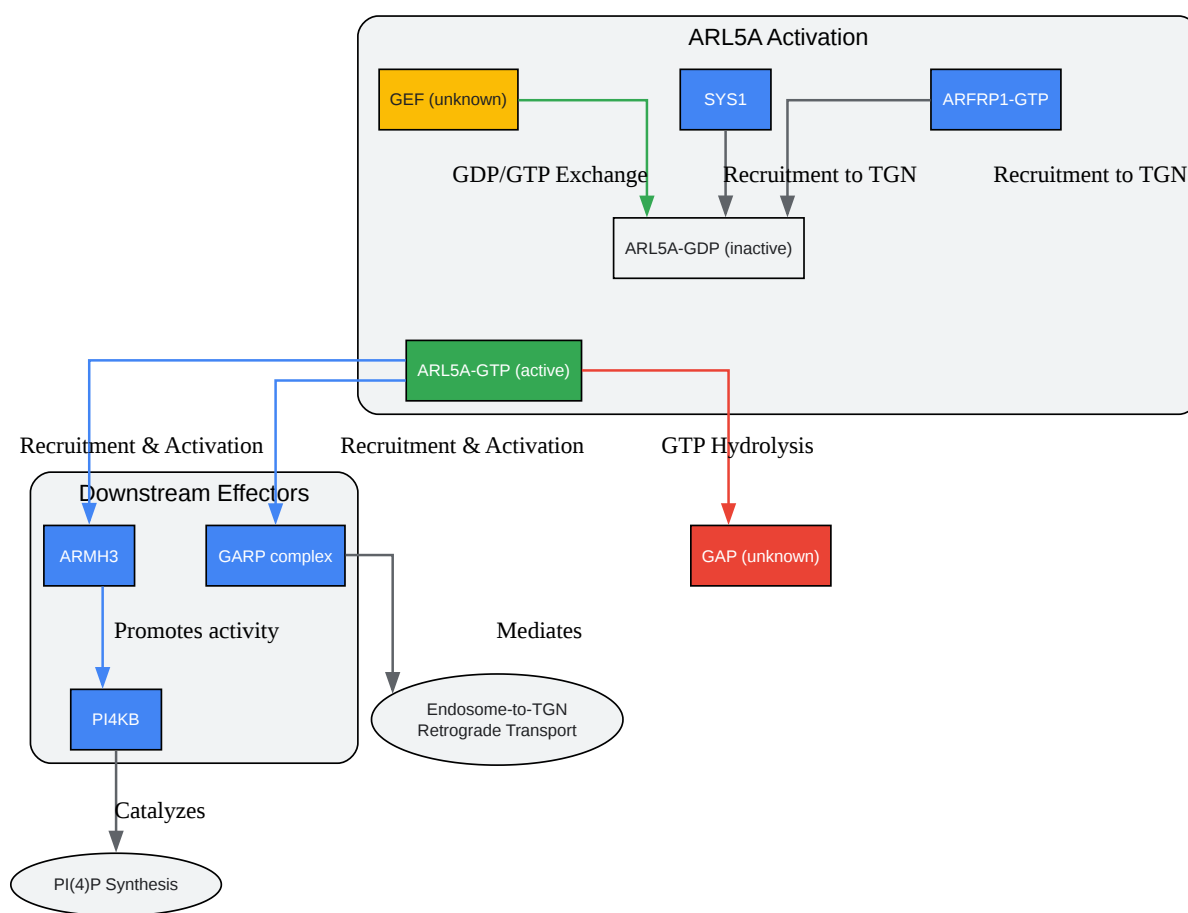 ARL5A Activation
GEF (unknown)
SYS1
ARFRP1-GTP
GDP/GTP Exchange
Recruitment to TGN
Recruitment to TGN
ARL5A-GDP (inactive)
ARL5A-GTP (active)
Recruitment & Activation
Recruitment & Activation
GTP Hydrolysis
Downstream Effectors
ARMH3
GARP complex
GAP (unknown)
Promotes activity
Mediates
PI4KB
Endosome-to-TGN
Retrograde Transport
Catalyzes
PI(4)P Synthesis